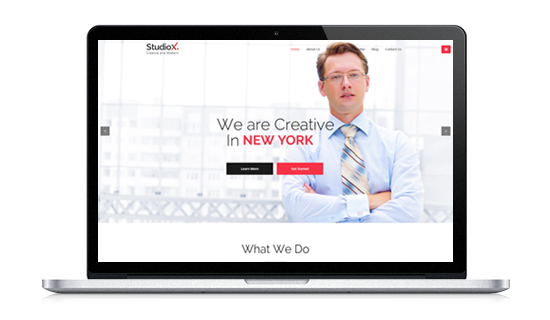 StudioX.
Creative and Modern
Home About Us Blog Contact Us
We are Creative
In NEW YORK
Learn More Get Started
What We Do